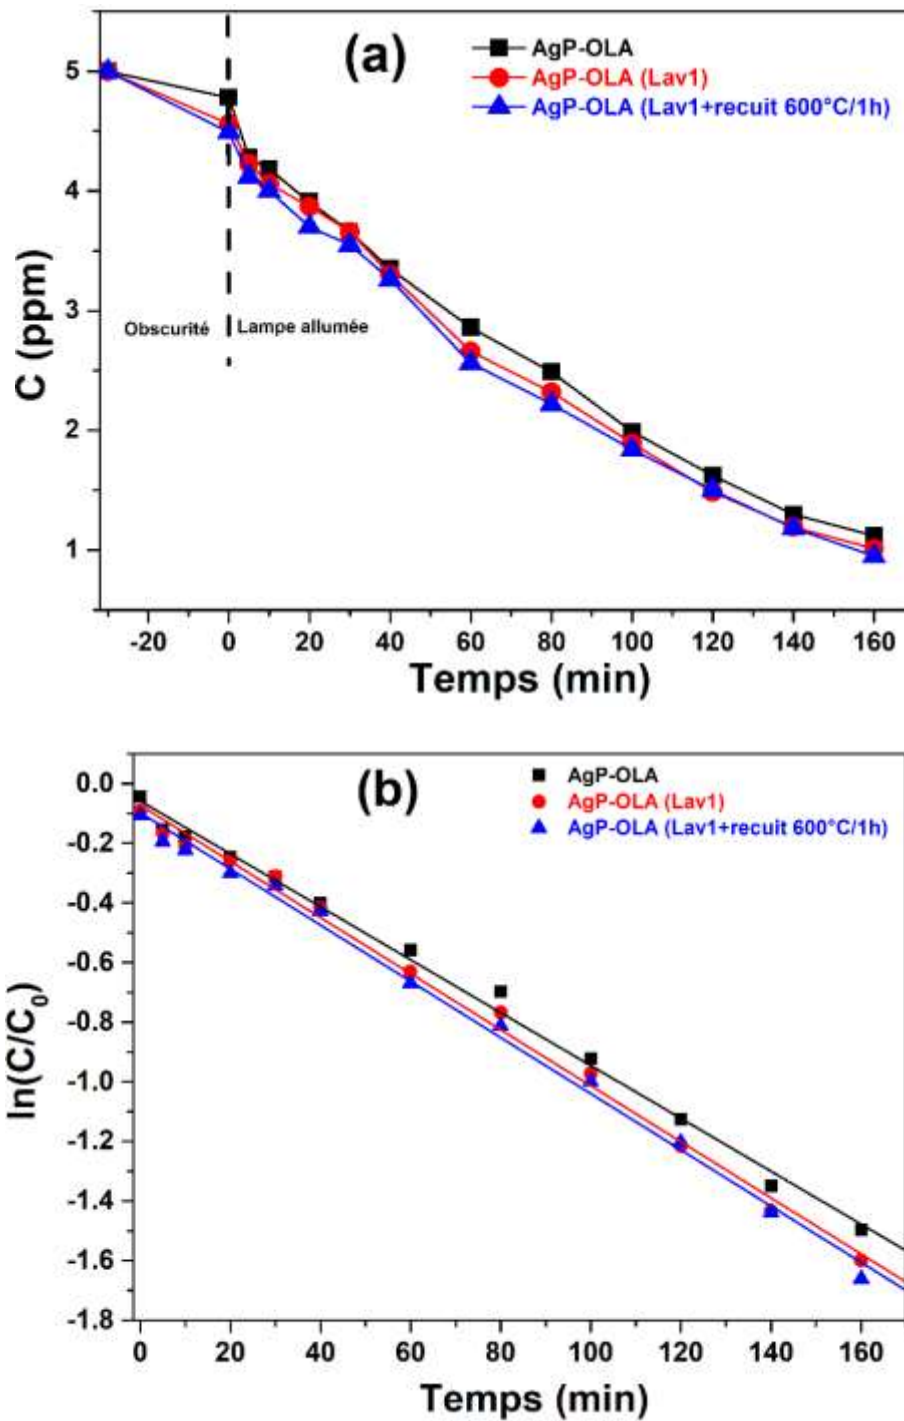 (a)
AgP-OLA
AgP-OLA (Lav1)
AgP-OLA (Lav1+recuit 600°C/1h)
5
4
3
2
1
C (ppm)
Obscurité
Lampe allumée
-20 0 20 40 60 80 100 120 140 160
Temps (min)
(b)
AgP-OLA
AgP-OLA (Lav1)
AgP-OLA (Lav1+recuit 600°C/1h)
0.0
-0.2
-0.4
-0.6
-0.8
-1.0
-1.2
-1.4
-1.6
-1.8
ln(C/C₀)
0 20 40 60 80 100 120 140 160
Temps (min)